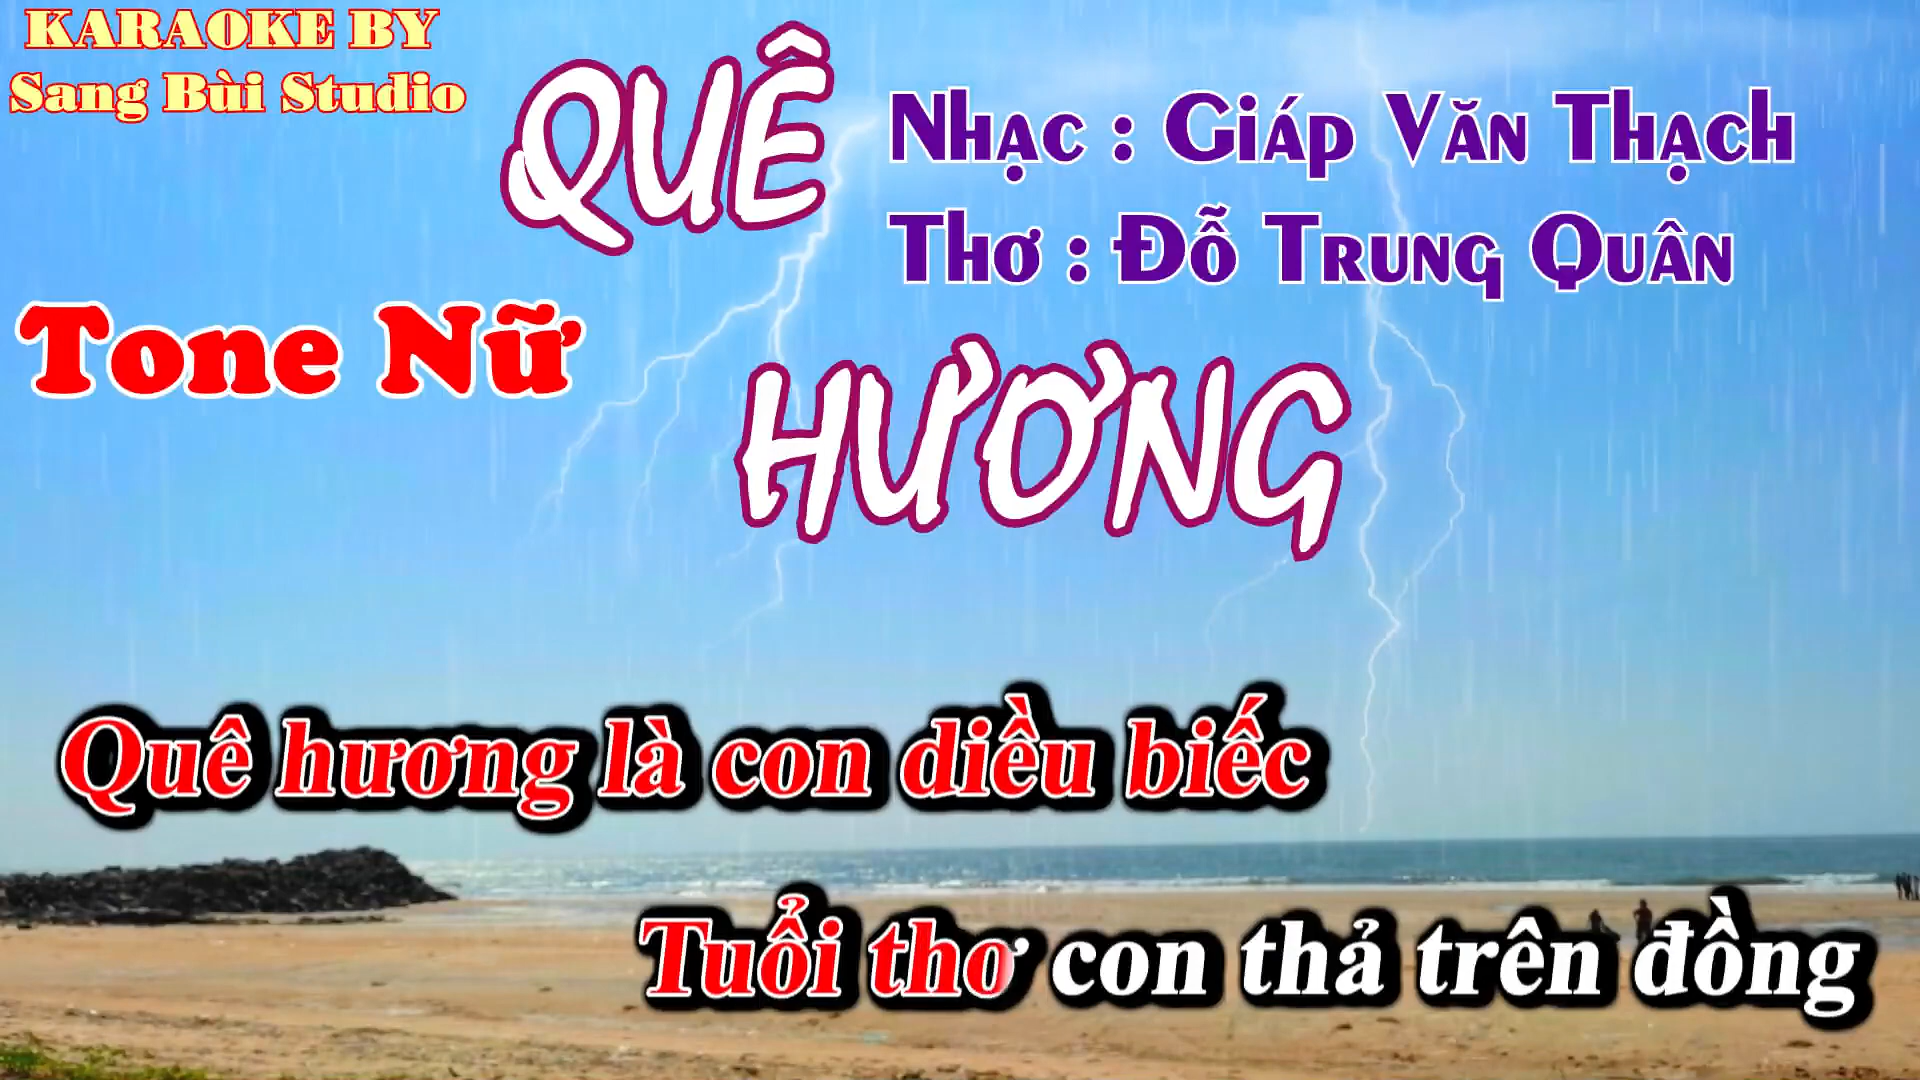 KARAOKE BY
Sang Bùi Studio
QUÊ
HƯƠNG
Nhạc : Giáp Văn Thạch
Thơ : Đỗ Trung Quân
Tone Nữ
Quê hương là con diều biếc
Tuổi thơ con thả trên đồng